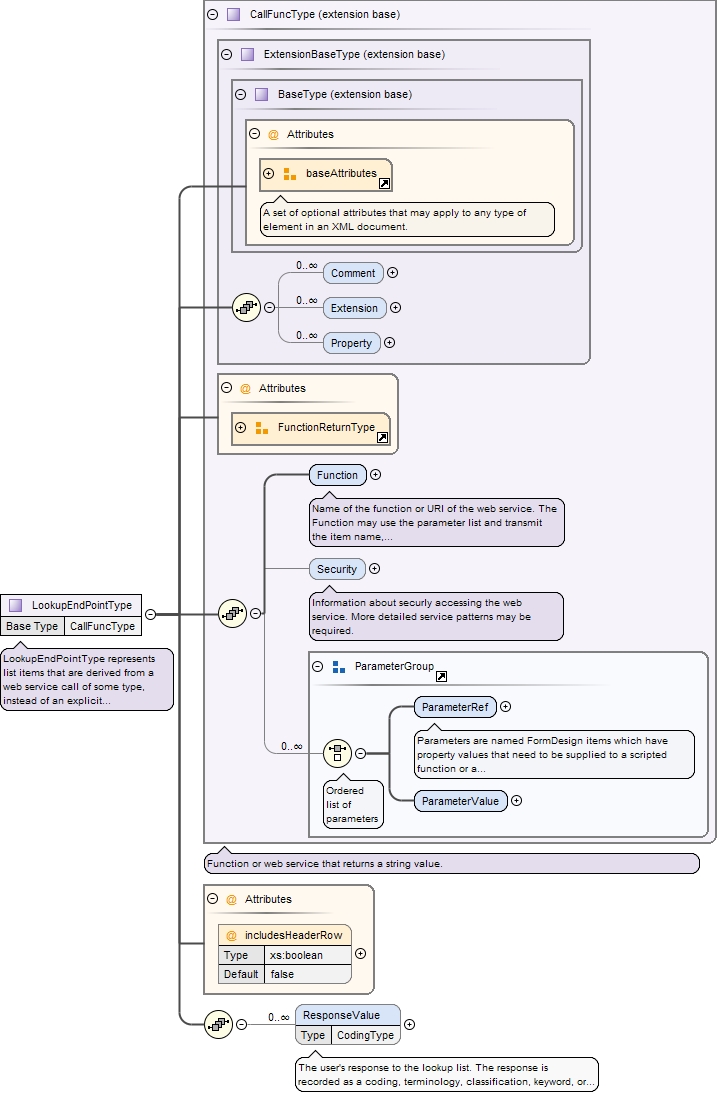 CallFuncType (extension base)
ExtensionBaseType (extension base)
BaseType (extension base)
@ Attributes
baseAttributes
A set of optional attributes that may apply to any type of
element in an XML document.
0..∞
Comment
0..∞
Extension
0..∞
Property
@ Attributes
FunctionReturnType
Function
Name of the function or URI of the web service. The
Function may use the parameter list and transmit
the item name,...
Security
Information about securly accessing the web
service. More detailed service patterns may be
required.
LookupEndPointType
Base Type CallFuncType
LookupEndPointType represents
list items that are derived from a
web service call of some type,
instead of an explicit...
ParameterGroup
0..∞
ParameterRef
Parameters are named FormDesign items which have
property values that need to be supplied to a scripted
function or a...
Ordered
list of
parameters
ParameterValue
Function or web service that returns a string value.
@ Attributes
@ includesHeaderRow
Type xs:boolean
Default false
0..∞
ResponseValue
Type CodingType
The user's response to the lookup list. The response is
recorded as a coding, terminology, classification, keyword, or...